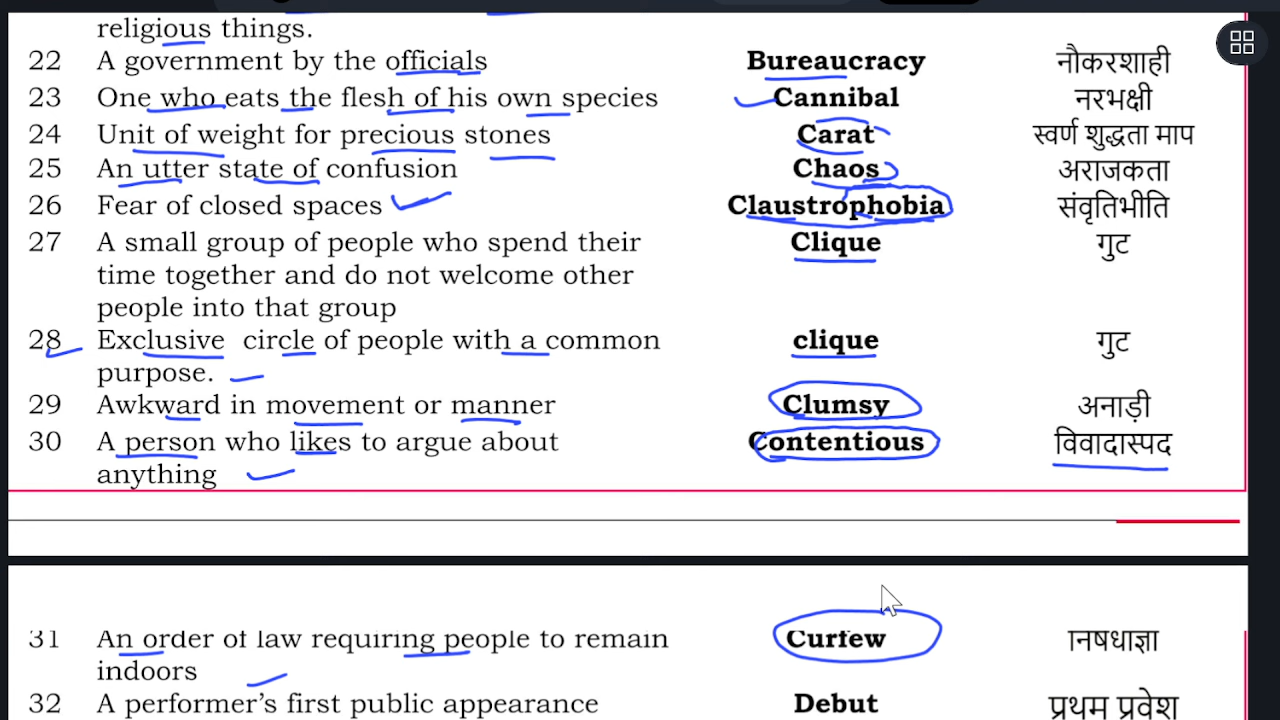 religious things.
22 A government by the officials Bureaucracy नौकरशाही
23 One who eats the flesh of his own species Cannibal नरभक्षी
24 Unit of weight for precious stones Carat स्वर्ण शुद्धता माप
25 An utter state of confusion Chaos अराजकता
26 Fear of closed spaces Claustrophobia संवृतिभीति
27 A small group of people who spend their Clique गुट
time together and do not welcome other
people into that group
28 Exclusive circle of people with a common clique गुट
purpose.
29 Awkward in movement or manner Clumsy अनाड़ी
30 A person who likes to argue about Contentious विवादास्पद
anything
31 An order of law requiring people to remain Curfew निषेधाज्ञा
indoors
32 A performer's first public appearance Debut प्रथम प्रवेश